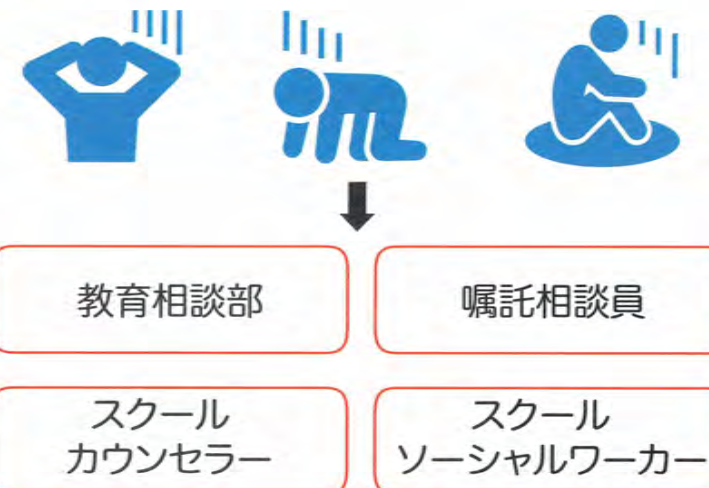 教育相談部
嘱託相談員
スクール
カウンセラー
スクール
ソーシャルワーカー